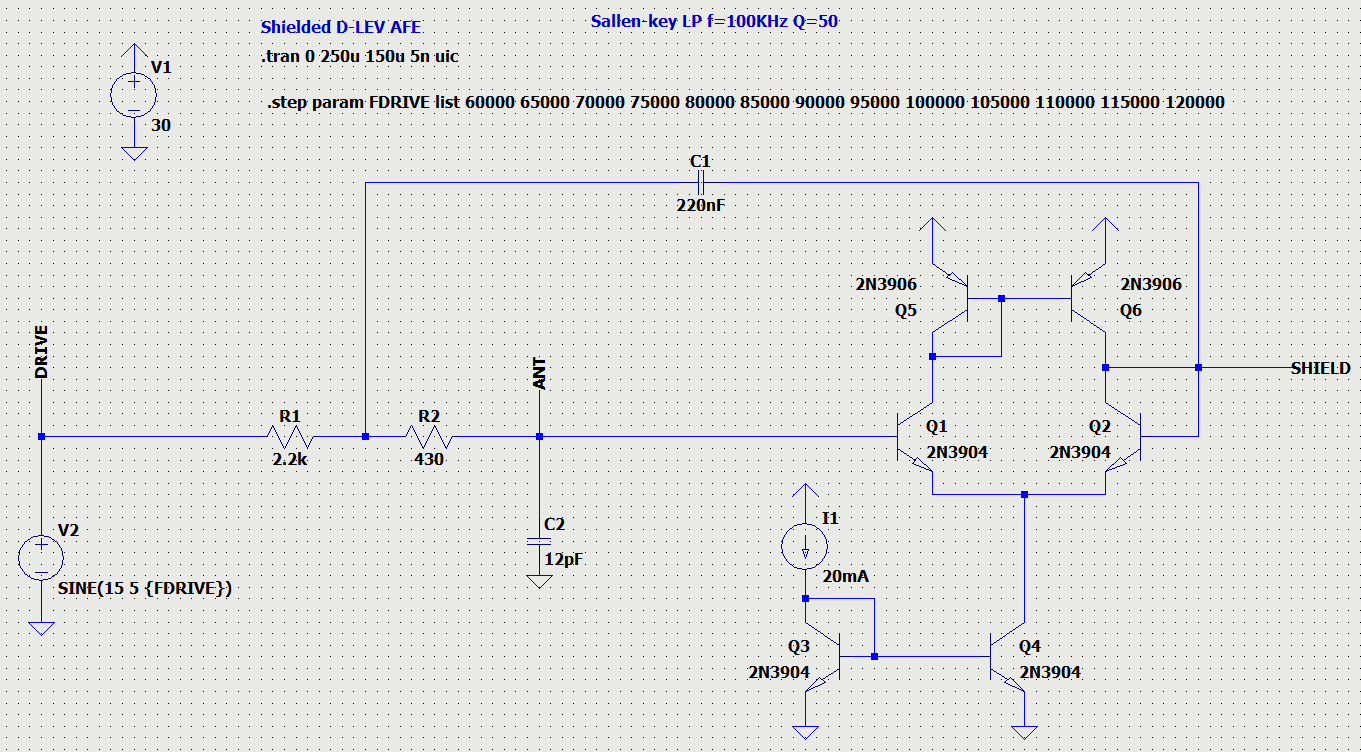 Shielded D-LEV AFE
Sallen-key LP f=100KHz Q=50
.tran 0 250u 150u 5n uic
V1
.step param FDRIVE list 60000 65000 70000 75000 80000 85000 90000 95000 100000 105000 110000 115000 120000
30
C1
220nF
2N3906
2N3906
Q5
Q6
DRIVE
ANT
SHIELD
R1
R2
2.2k
430
Q1
Q2
2N3904
2N3904
V2
C2
I1
12pF
SINE(15 5 {FDRIVE})
20mA
Q3
Q4
2N3904
2N3904